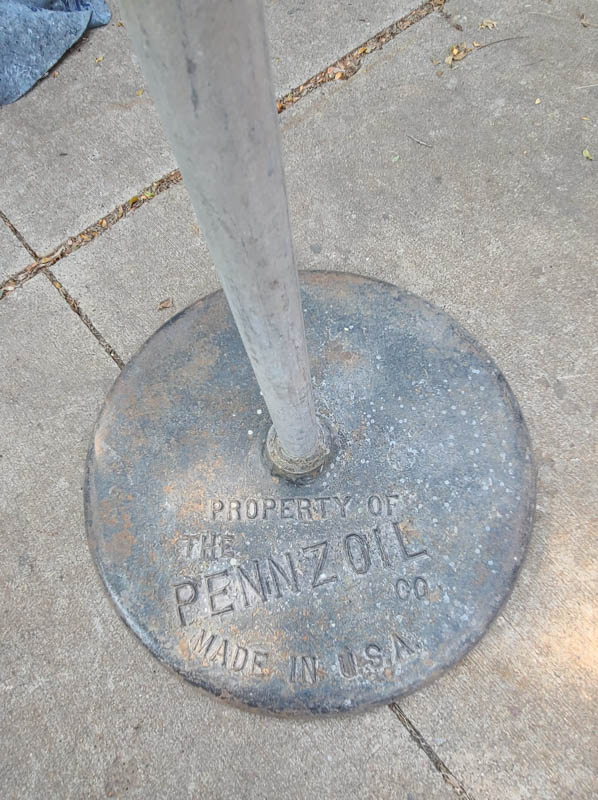 PROPERTY OF
THE
PENNZOIL
CO
MADE IN U.S.A.